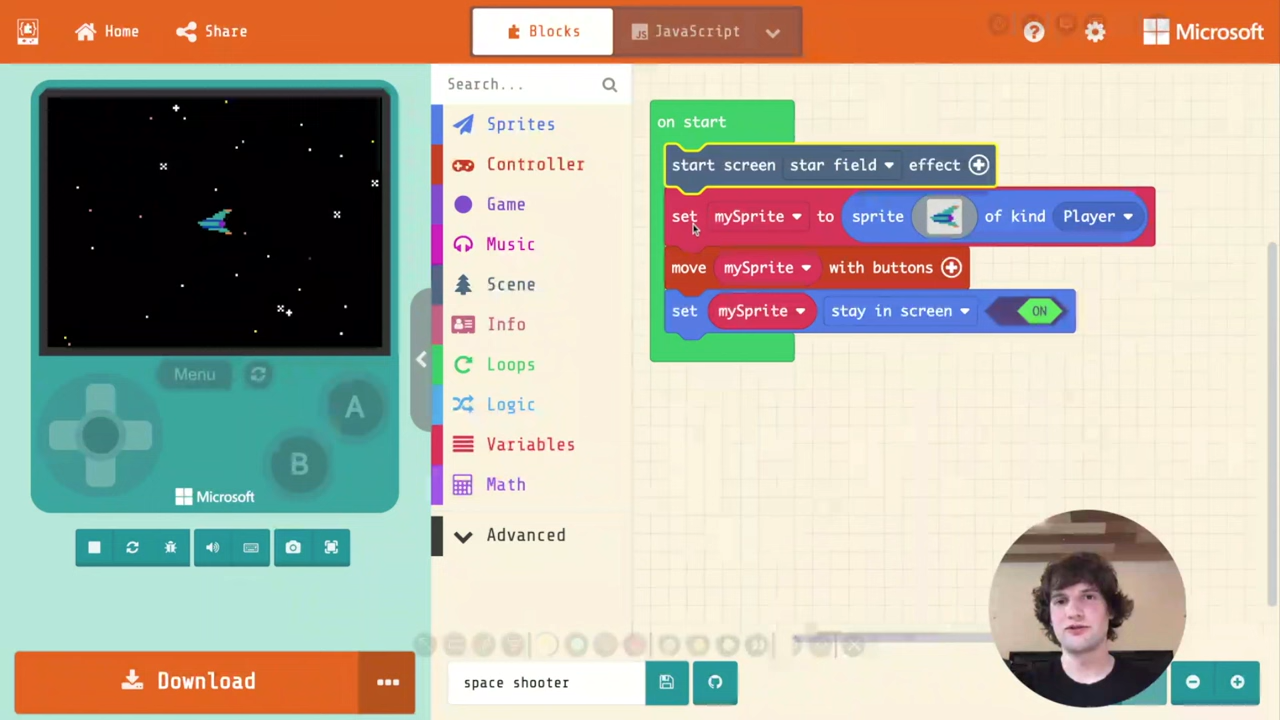 Home
Share
Blocks
JavaScript
Microsoft
Search...
Sprites
Controller
Game
Music
Scene
Info
Loops
Logic
Variables
Math
Advanced
on start
start screen star field effect
set mySprite to sprite of kind Player
move mySprite with buttons
set mySprite stay in screen ON
Menu
A
B
Microsoft
Download
space shooter